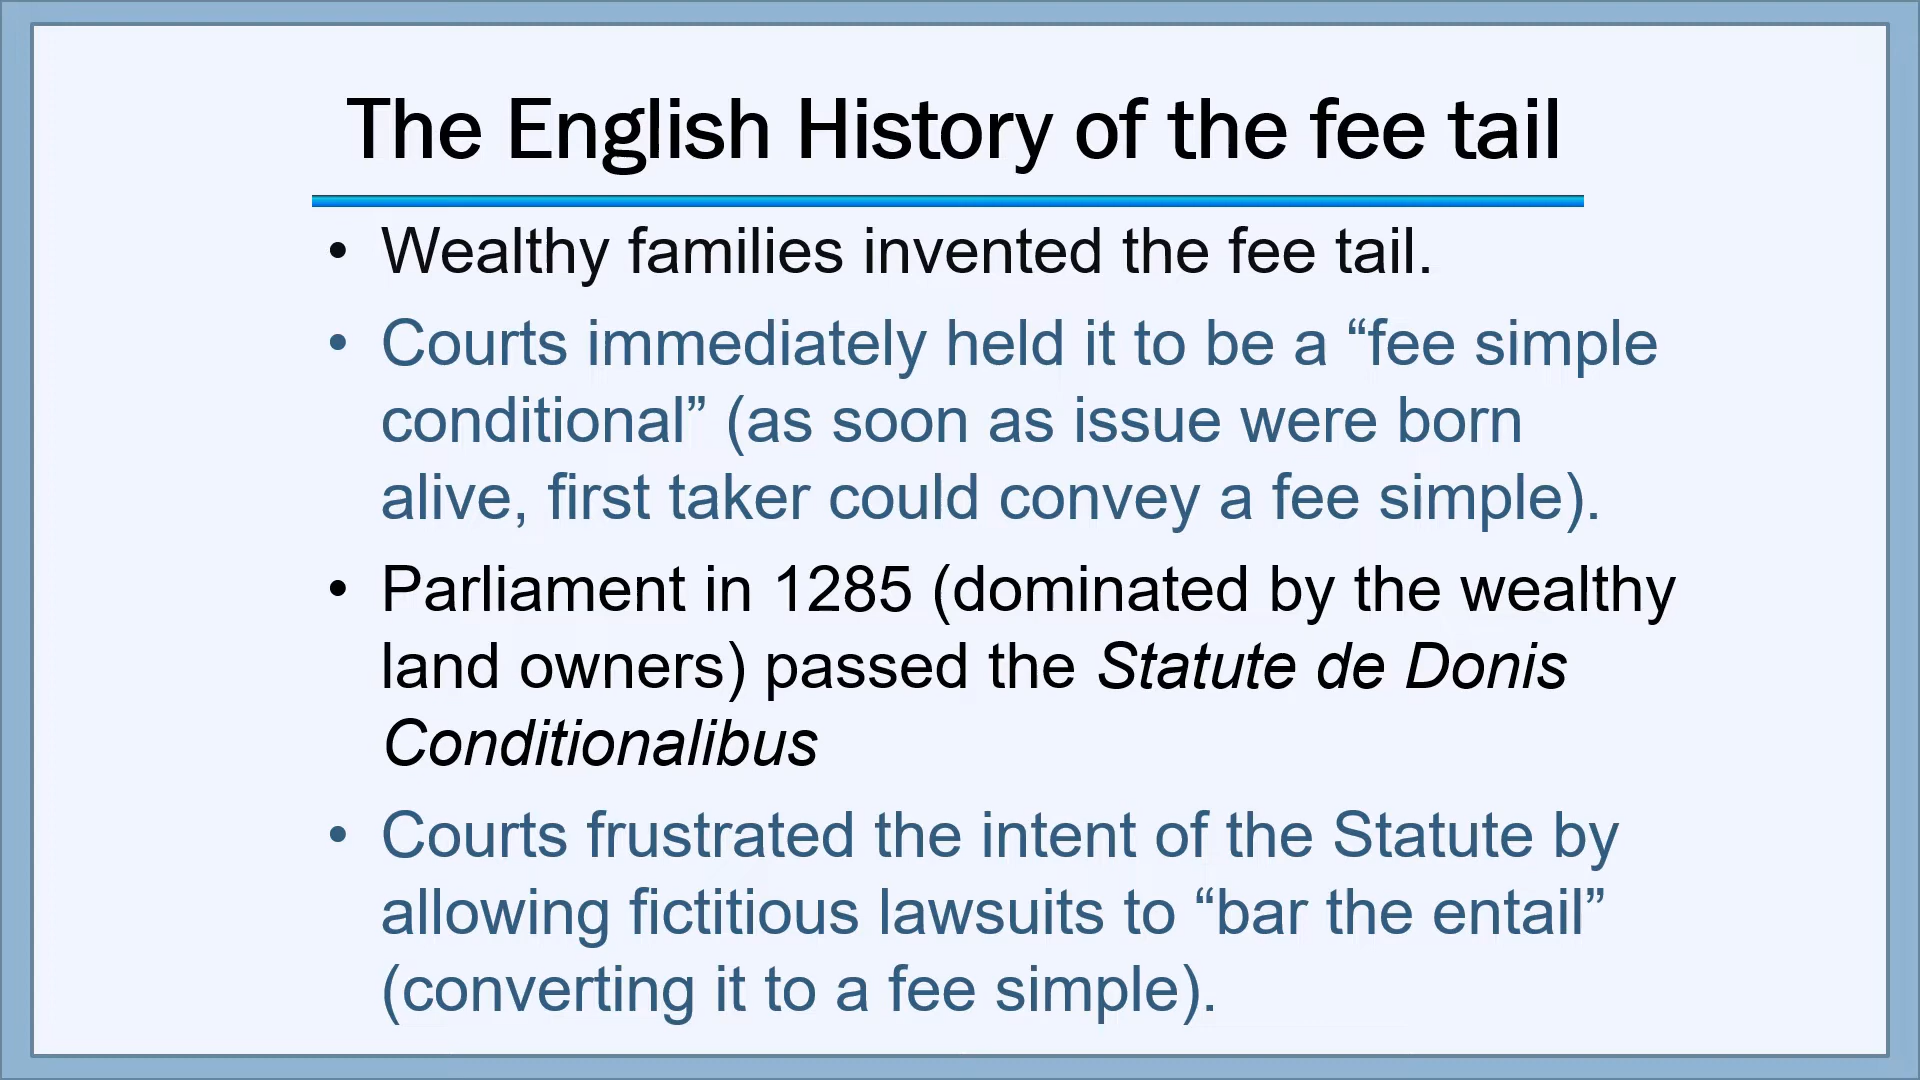 The English History of the fee tail
• Wealthy families invented the fee tail.
• Courts immediately held it to be a “fee simple
conditional” (as soon as issue were born
alive, first taker could convey a fee simple).
• Parliament in 1285 (dominated by the wealthy
land owners) passed the Statute de Donis
Conditionalibus
• Courts frustrated the intent of the Statute by
allowing fictitious lawsuits to “bar the entail”
(converting it to a fee simple).